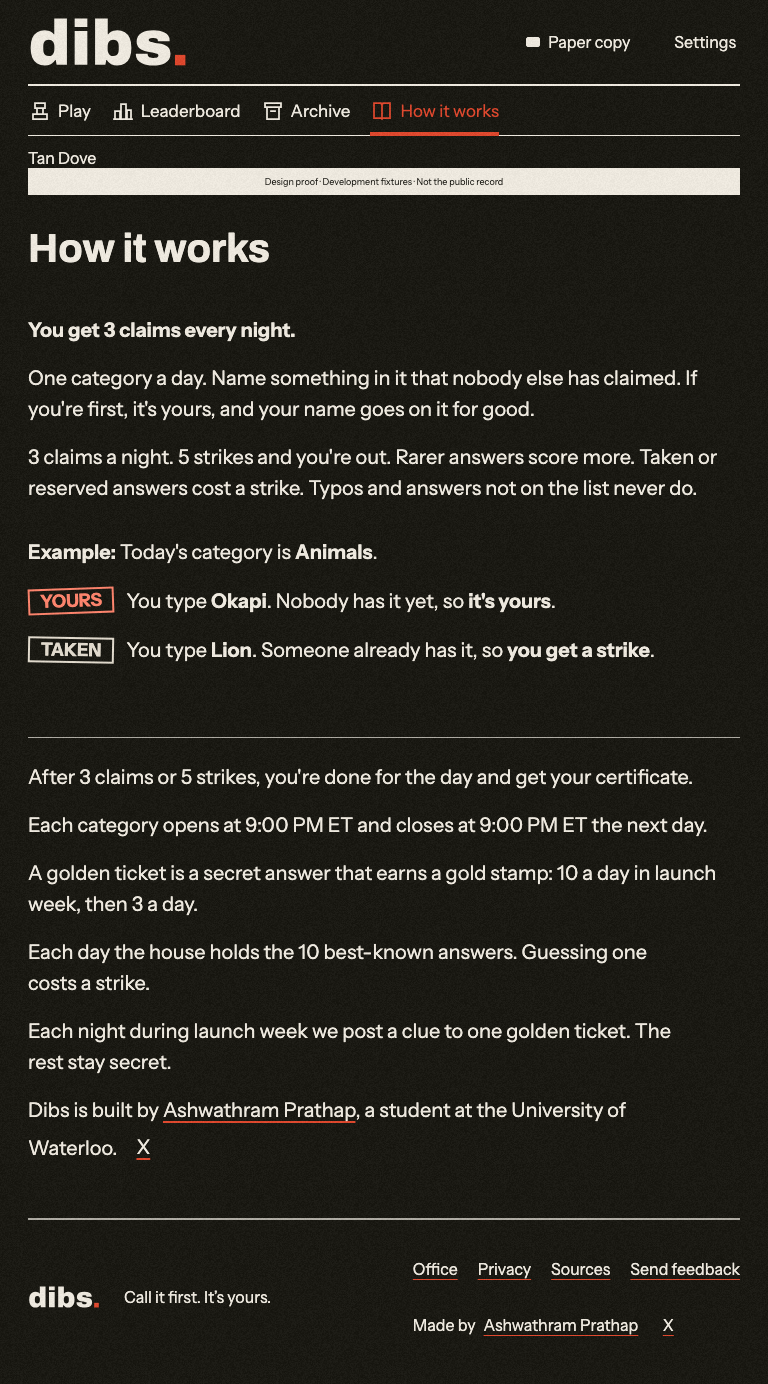 dibs.
Paper copy
Settings
Play
Leaderboard
Archive
How it works
Tan Dove
Design proof · Development fixtures · Not the public record
How it works
You get 3 claims every night.
One category a day. Name something in it that nobody else has claimed. If
you're first, it's yours, and your name goes on it for good.
3 claims a night. 5 strikes and you're out. Rarer answers score more. Taken or
reserved answers cost a strike. Typos and answers not on the list never do.
Example: Today's category is Animals.
YOURS You type Okapi. Nobody has it yet, so it's yours.
TAKEN You type Lion. Someone already has it, so you get a strike.
After 3 claims or 5 strikes, you're done for the day and get your certificate.
Each category opens at 9:00 PM ET and closes at 9:00 PM ET the next day.
A golden ticket is a secret answer that earns a gold stamp: 10 a day in launch
week, then 3 a day.
Each day the house holds the 10 best-known answers. Guessing one
costs a strike.
Each night during launch week we post a clue to one golden ticket. The
rest stay secret.
Dibs is built by Ashwathram Prathap, a student at the University of
Waterloo. X
dibs. Call it first. It's yours.
Office Privacy Sources Send feedback
Made by Ashwathram Prathap X